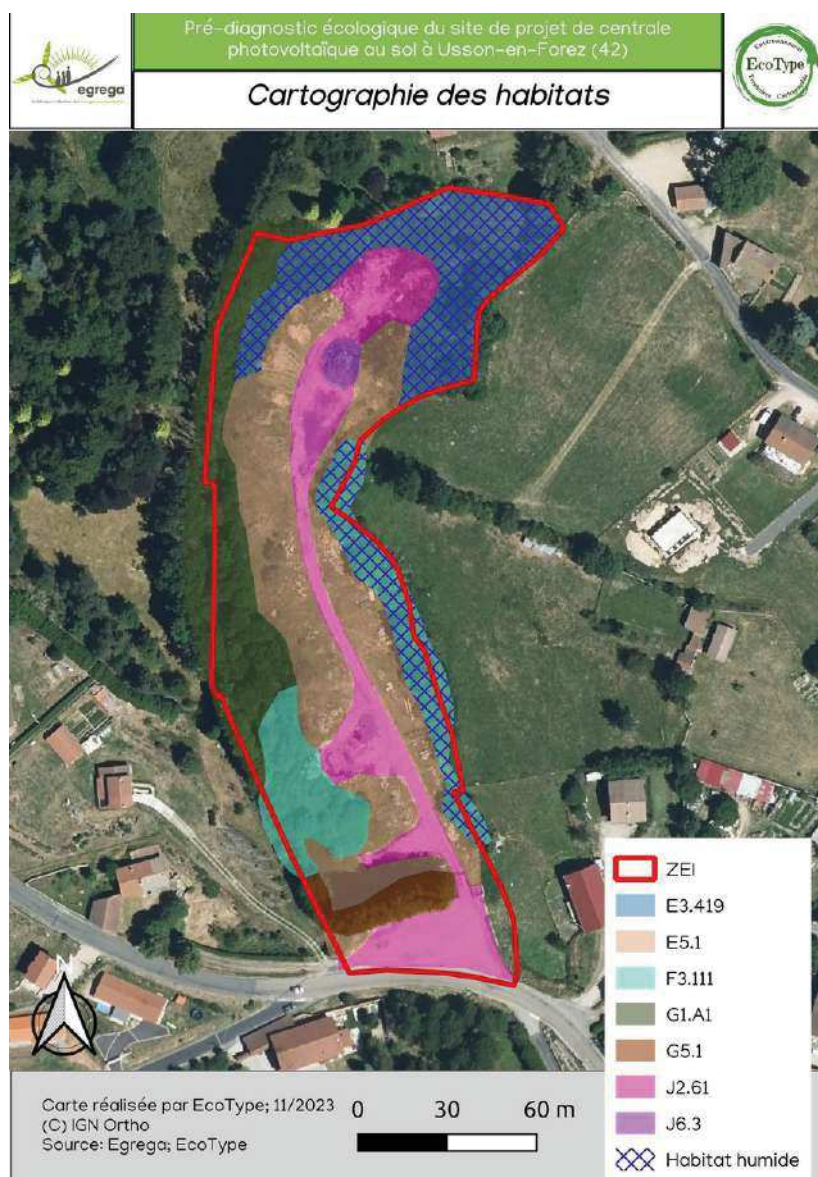 Pré-diagnostic écologique du site de projet de centrale
photovoltaïque au sol à Usson-en-Forez (42)
egrega
Cartographie des habitats
EcoType
N
ZEI
E3.419
E5.1
F3.111
G1.A1
G5.1
J2.61
J6.3
Habitat humide
Carte réalisée par EcoType; 11/2023
(C) IGN Ortho
Source: Egrega; EcoType
0 30 60 m